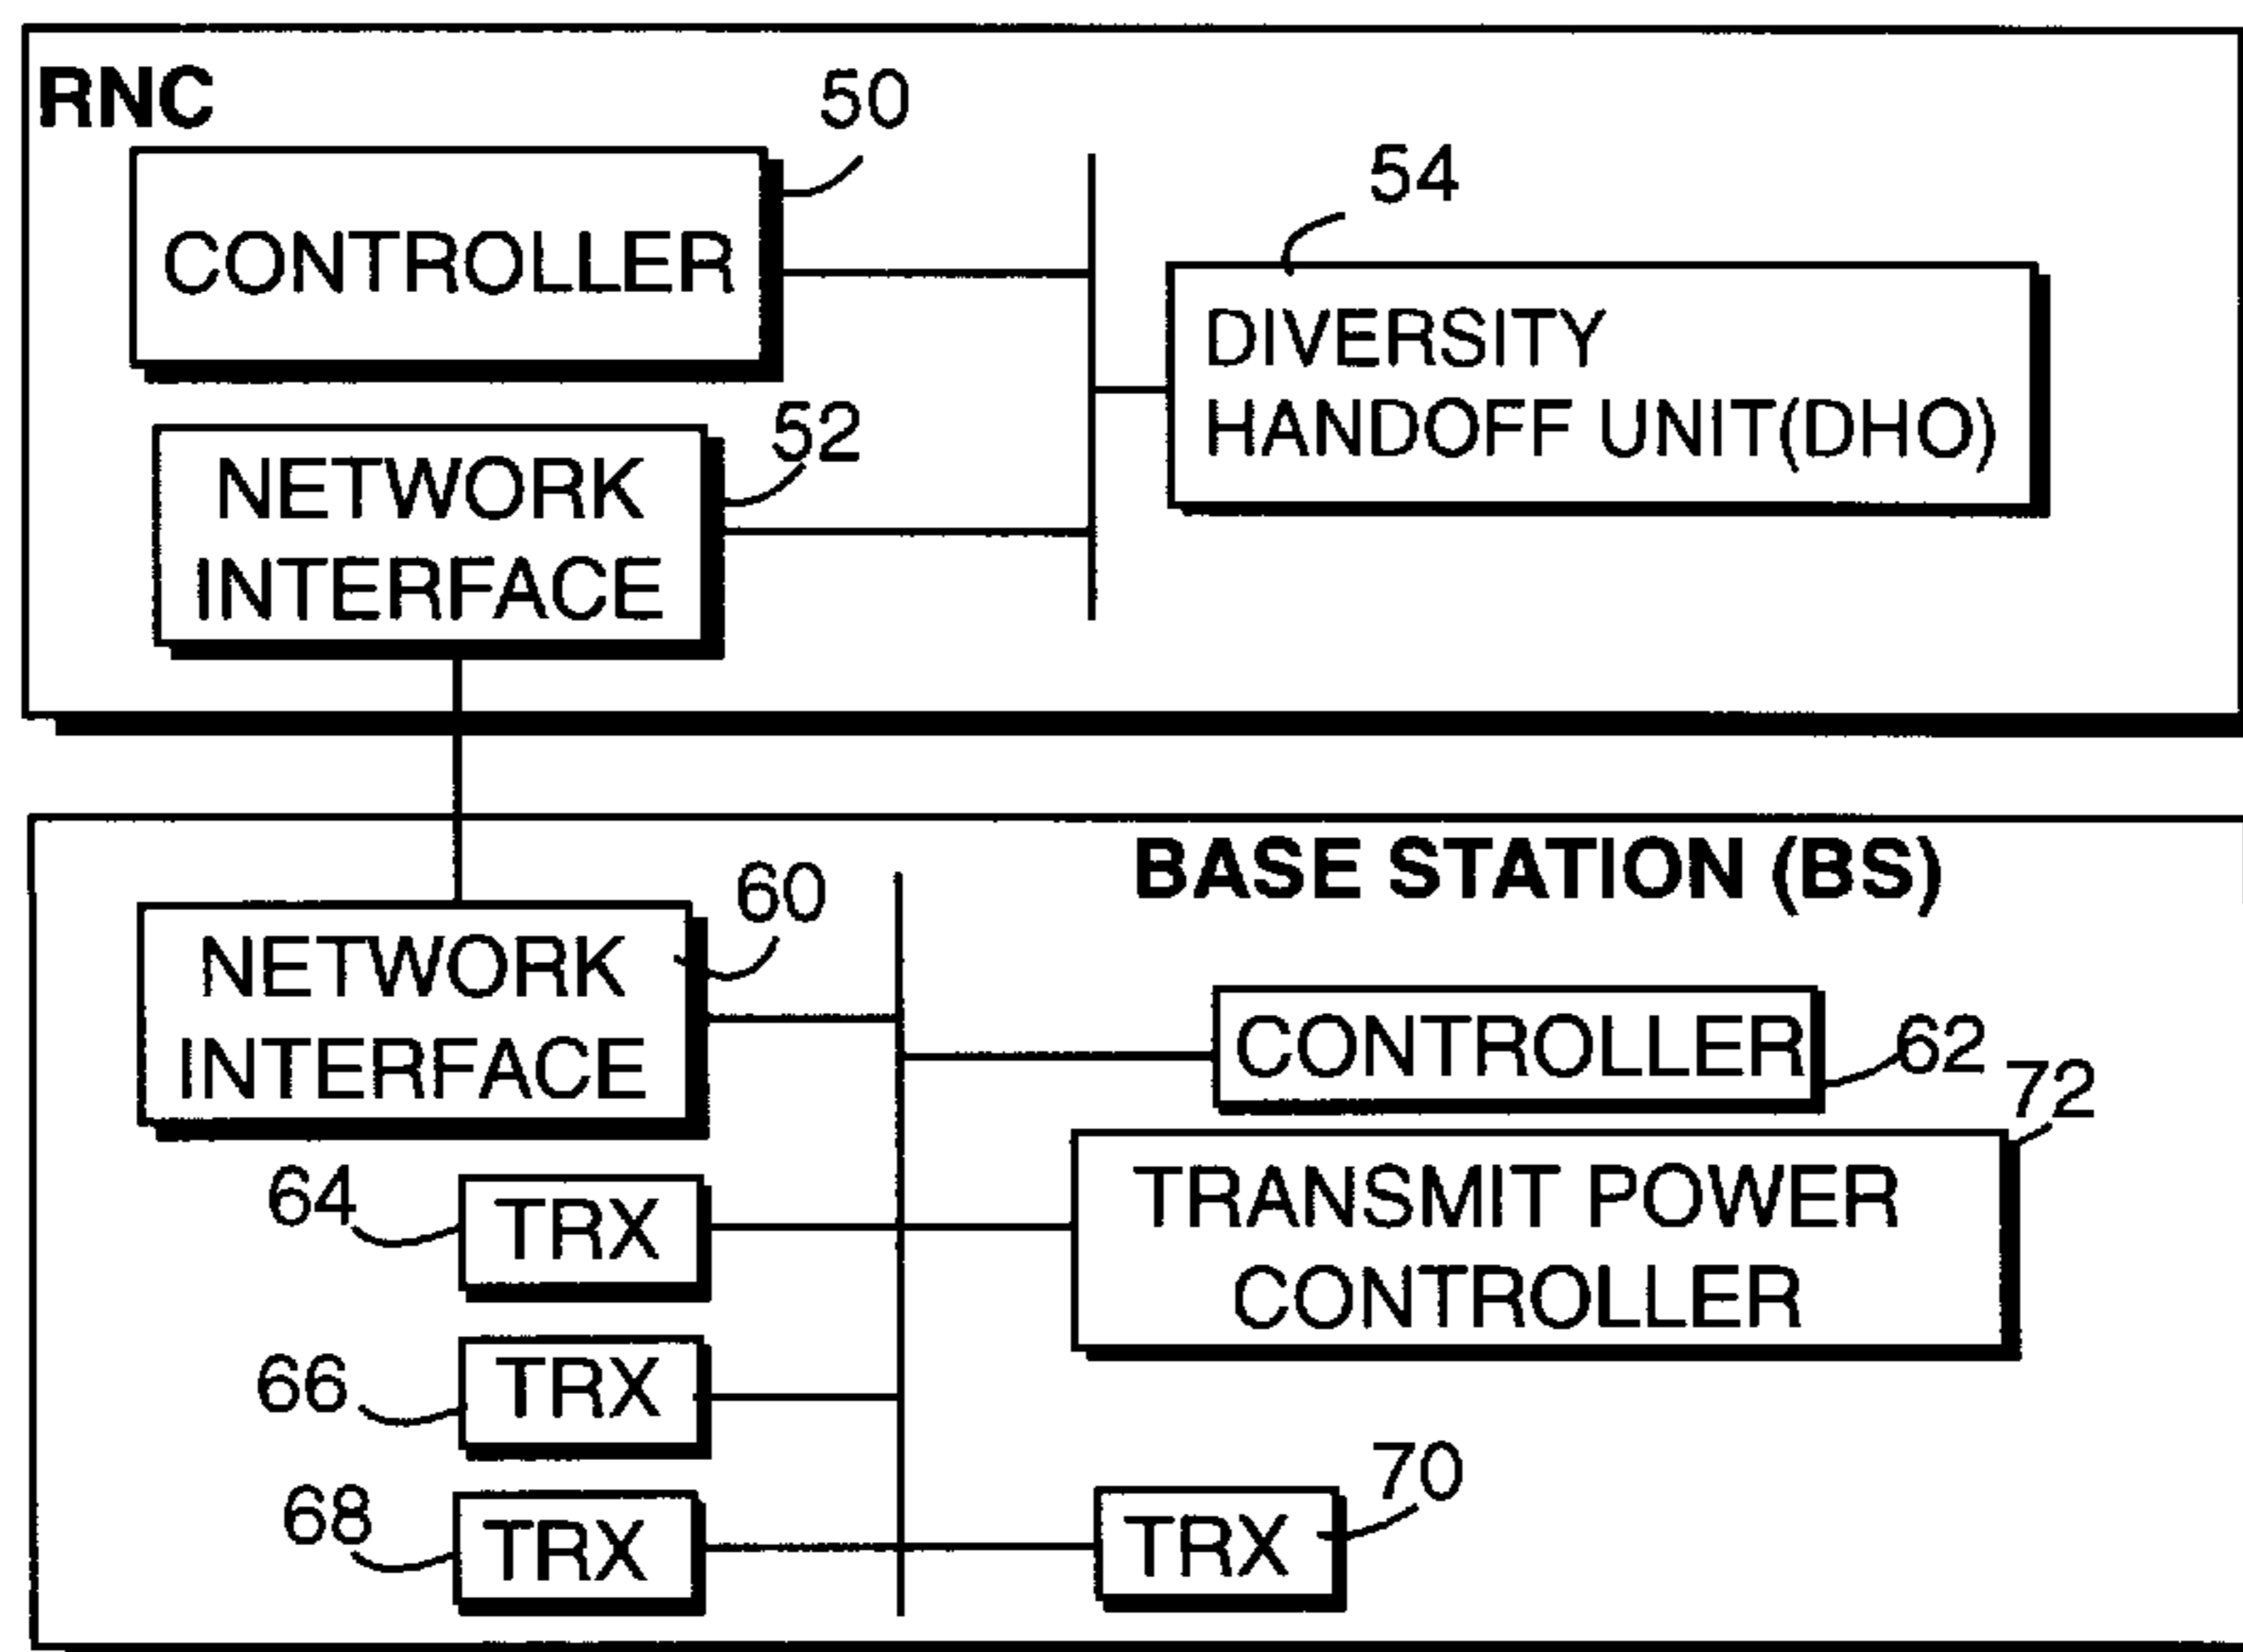 RNC
50
CONTROLLER
54
DIVERSITY
HANDOFF UNIT(DHO)
52
NETWORK
INTERFACE
BASE STATION (BS)
60
NETWORK
INTERFACE
CONTROLLER
62
72
TRANSMIT POWER
CONTROLLER
64
TRX
66
TRX
68
TRX
70
TRX